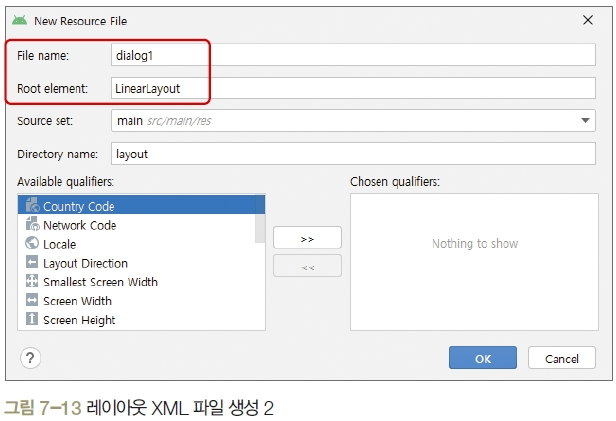 New Resource File
File name: dialog1
Root element: LinearLayout
Source set: main src/main/res
Directory name: layout
Available qualifiers: Chosen qualifiers:
Country Code
Network Code
Locale
Layout Direction
Smallest Screen Width
Screen Width
Screen Height
>>
<<
Nothing to show
?
OK Cancel
그림 7-13 레이아웃 XML 파일 생성 2